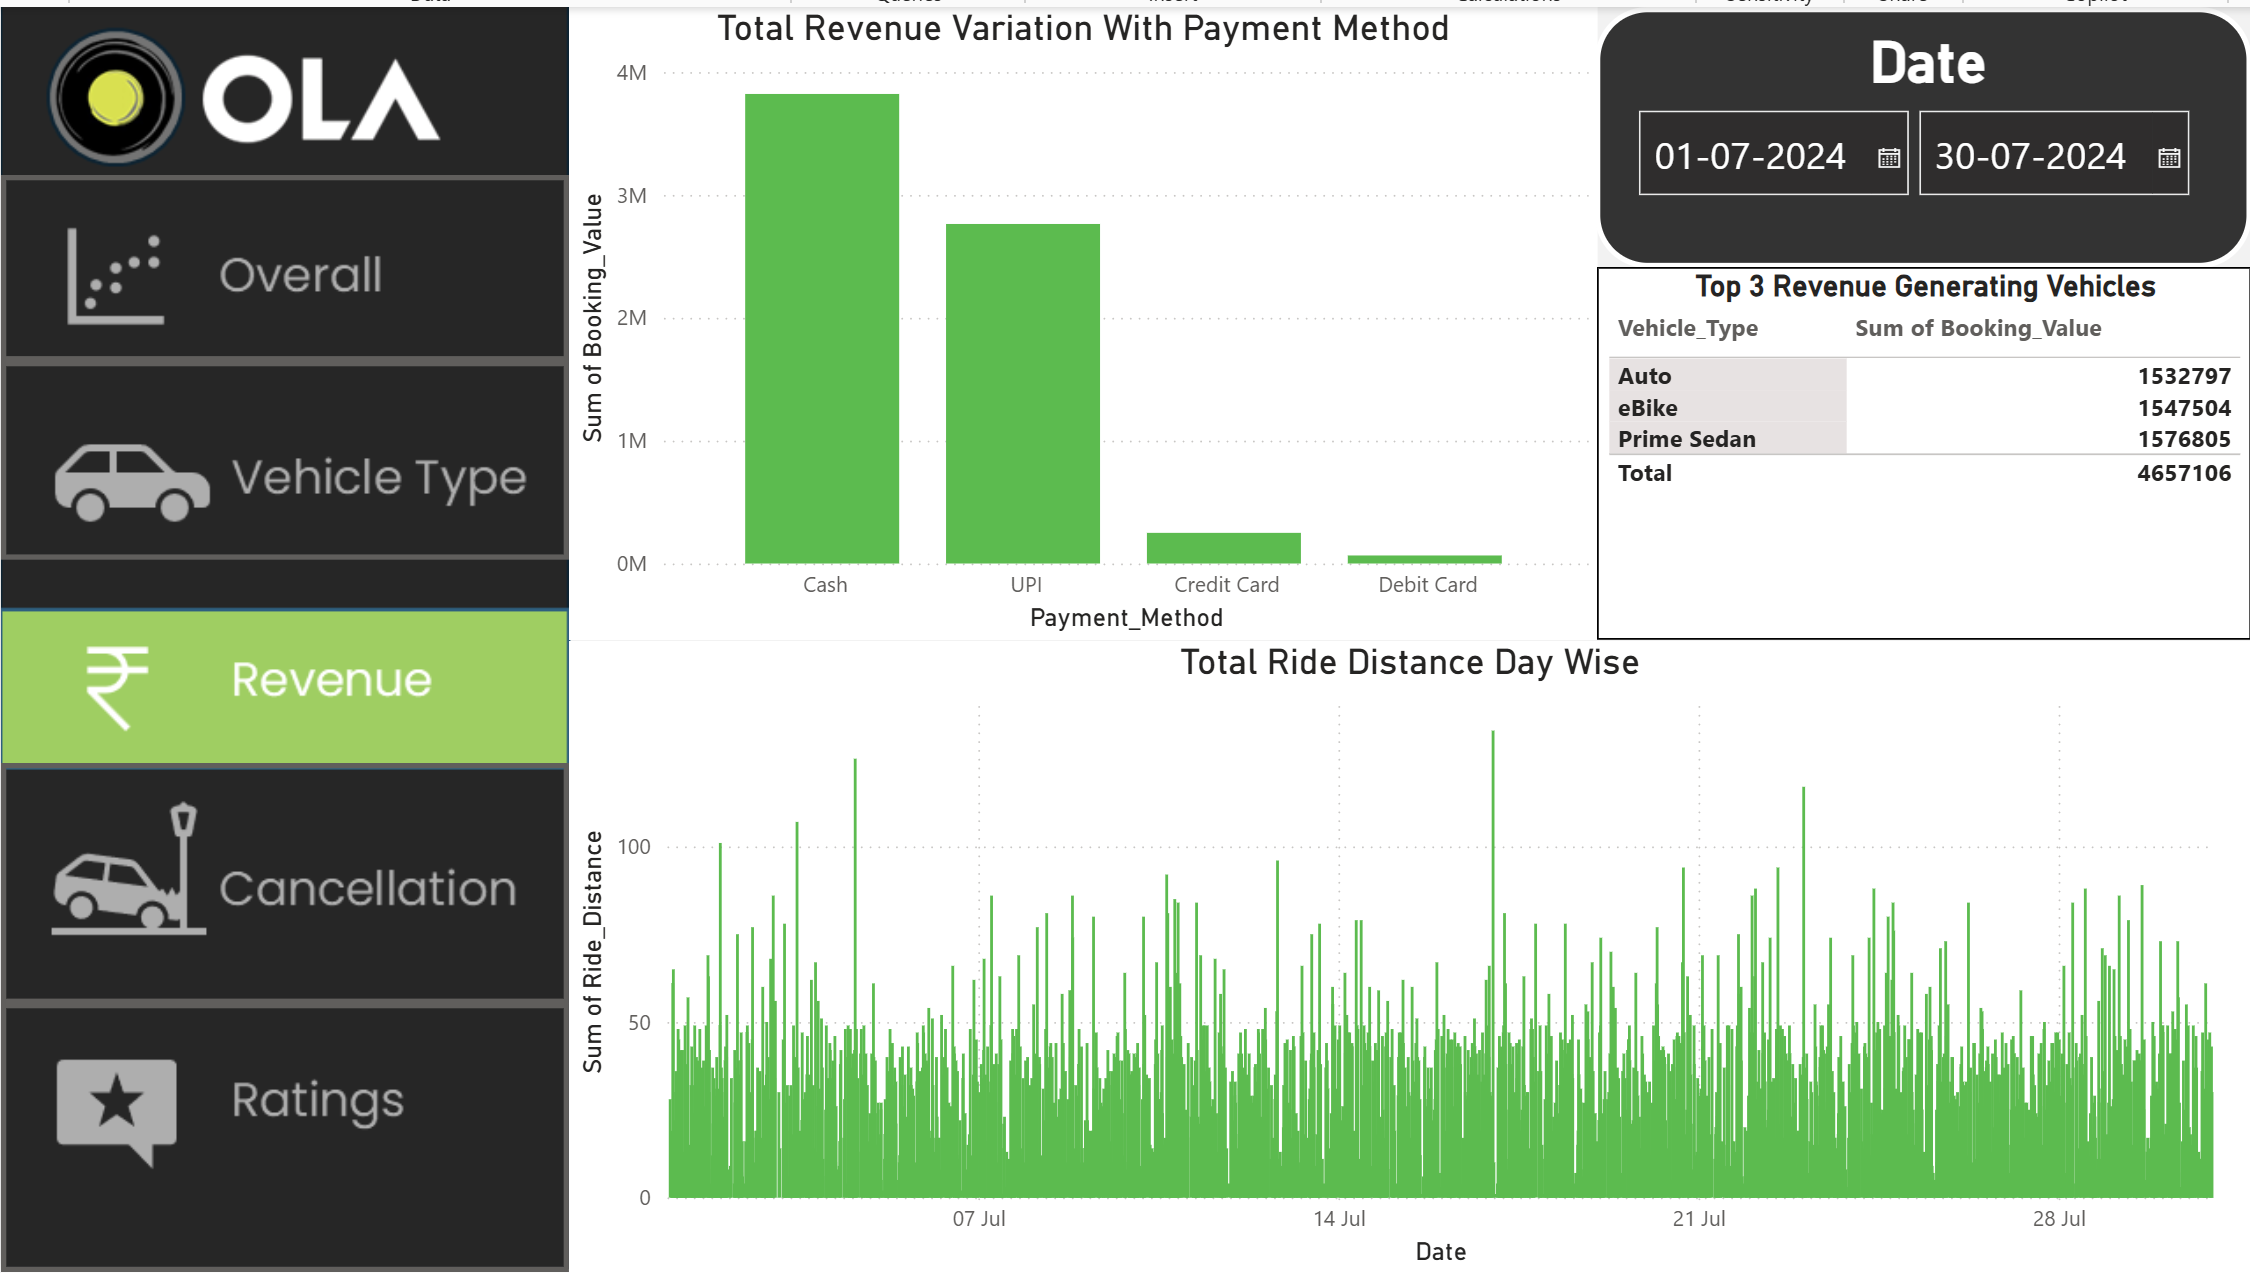 OLA
Overall
Vehicle Type
Revenue
Cancellation
Ratings
Total Revenue Variation With Payment Method
Sum of Booking_Value
4M
3M
2M
1M
0M
Cash UPI Credit Card Debit Card
Payment_Method
Date
01-07-2024 30-07-2024
Top 3 Revenue Generating Vehicles
Vehicle_Type Sum of Booking_Value
Auto 1532797
eBike 1547504
Prime Sedan 1576805
Total 4657106
Total Ride Distance Day Wise
Sum of Ride_Distance
100
50
0
07 Jul 14 Jul 21 Jul 28 Jul
Date